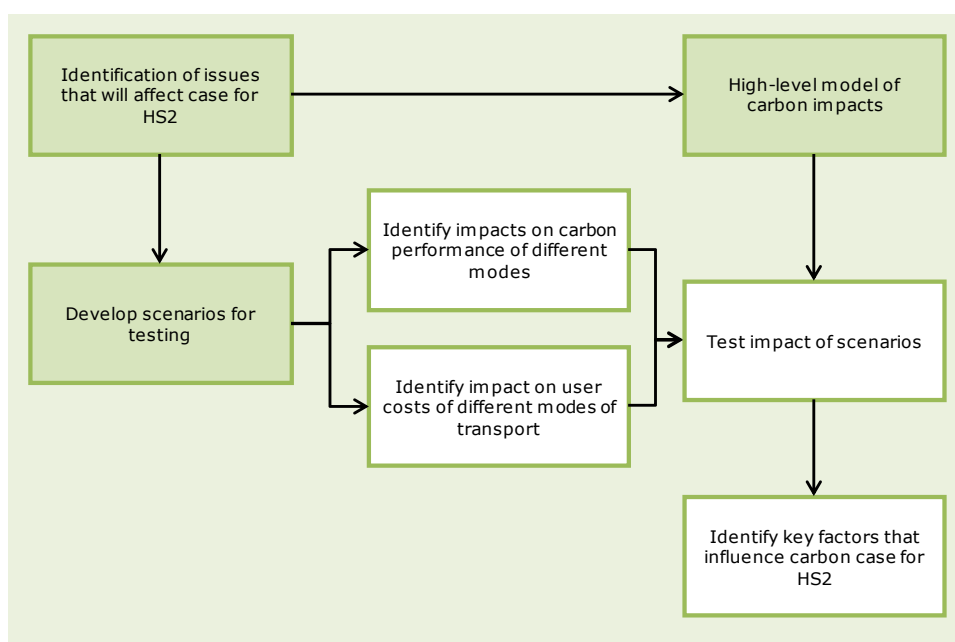 Identification of issues
that will affect case for
HS2
High-level model of
carbon impacts
Identify impacts on carbon
performance of different
modes
Develop scenarios for
testing
Test impact of scenarios
Identify impact on user
costs of different modes of
transport
Identify key factors that
influence carbon case for
HS2